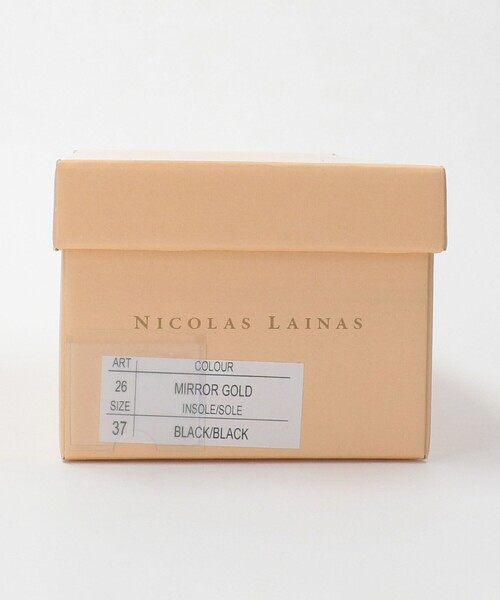 NICOLAS LAINAS
ART COLOUR
26 MIRROR GOLD
SIZE INSOLE/SOLE
37 BLACK/BLACK